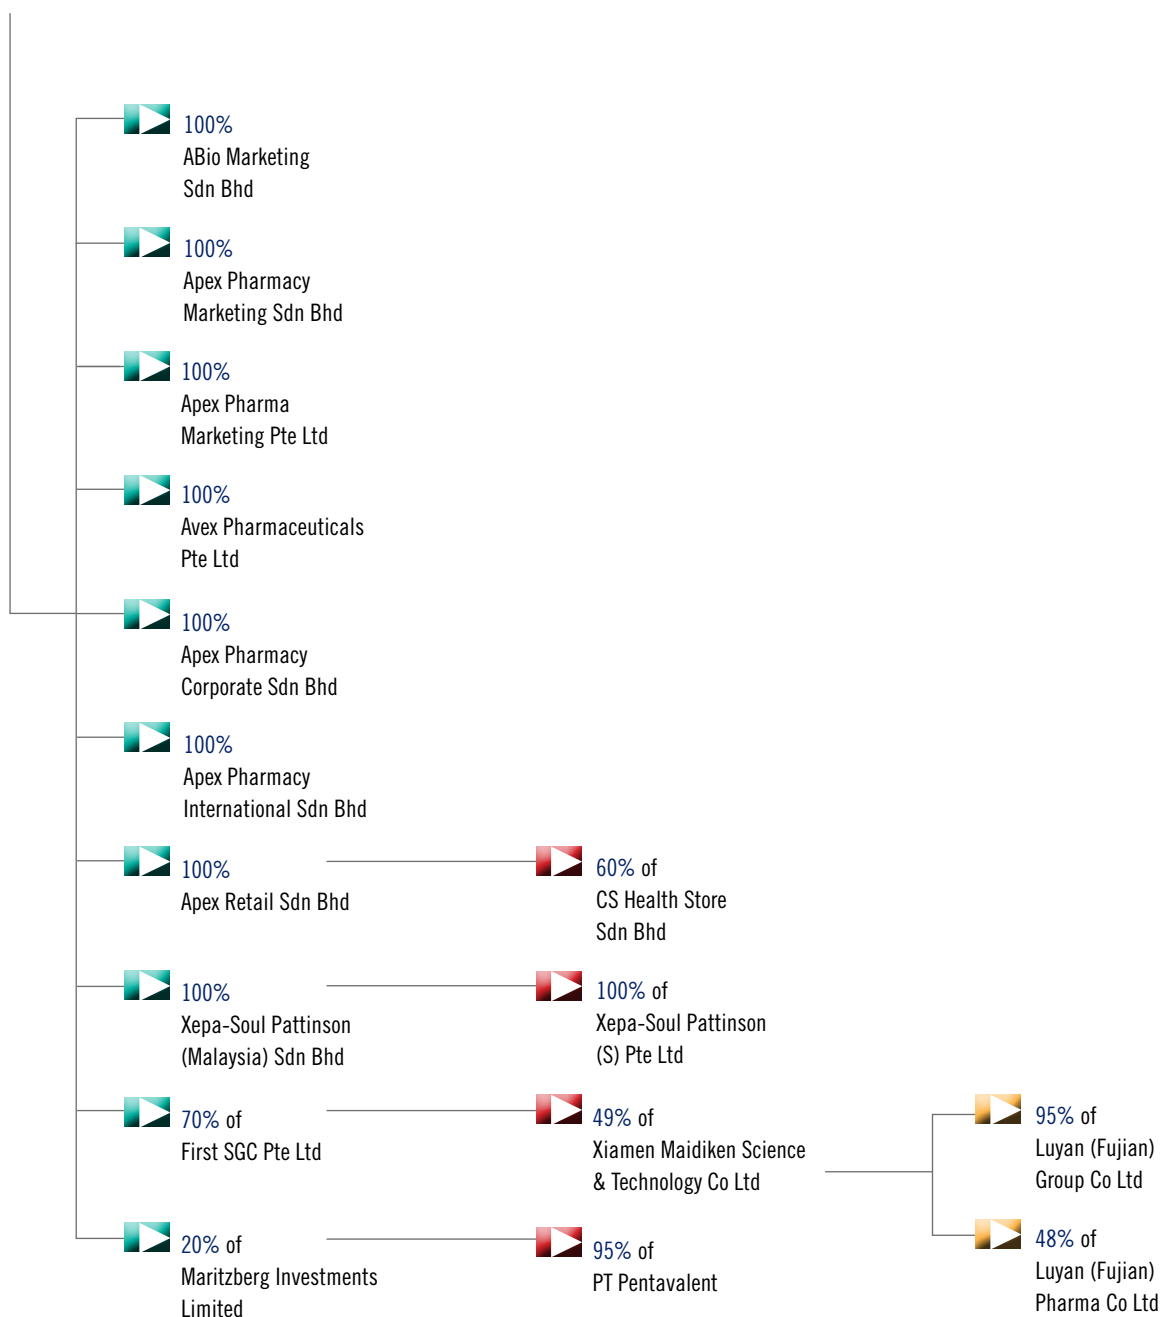 100%
ABio Marketing
Sdn Bhd
100%
Apex Pharmacy
Marketing Sdn Bhd
100%
Apex Pharma
Marketing Pte Ltd
100%
Avex Pharmaceuticals
Pte Ltd
100%
Apex Pharmacy
Corporate Sdn Bhd
100%
Apex Pharmacy
International Sdn Bhd
100%
Apex Retail Sdn Bhd
60% of
CS Health Store
Sdn Bhd
100%
Xepa-Soul Pattinson
(Malaysia) Sdn Bhd
100% of
Xepa-Soul Pattinson
(S) Pte Ltd
70% of
First SGC Pte Ltd
49% of
Xiamen Maidiken Science
& Technology Co Ltd
95% of
Luyan (Fujian)
Group Co Ltd
48% of
Luyan (Fujian)
Pharma Co Ltd
20% of
Maritzberg Investments
Limited
95% of
PT Pentavalent